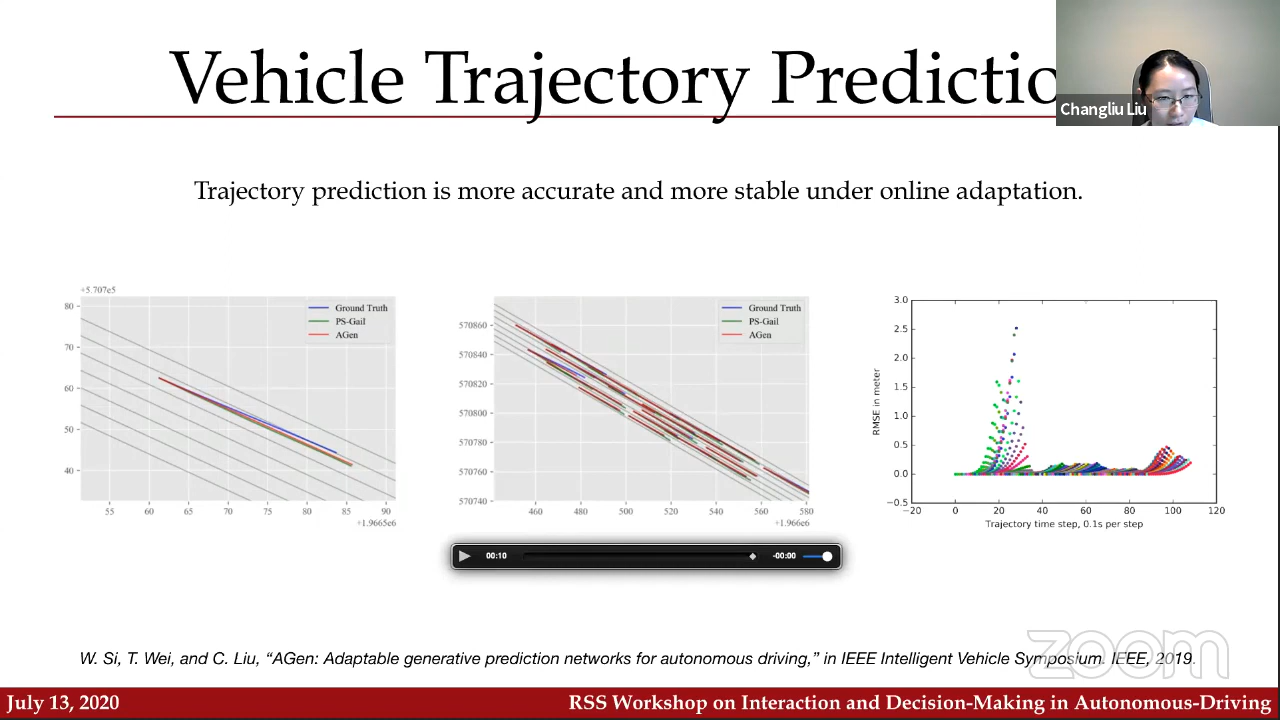 Vehicle Trajectory Predictio
Changliu Liu
Trajectory prediction is more accurate and more stable under online adaptation.
+5.707e5
80
70
60
50
40
55 60 65 70 75 80 85 90
+1.9665e6
Ground Truth
PS-Gail
AGen
570860
570840
570820
570800
570780
570760
570740
460 480 500 520 540 560 580
+1.966e6
Ground Truth
PS-Gail
AGen
3.0
2.5
2.0
1.5
1.0
0.5
0.0
−0.5
−20 0 20 40 60 80 100 120
RMSE in meter
Trajectory time step, 0.1s per step
00:10 -00:00
W. Si, T. Wei, and C. Liu, “AGen: Adaptable generative prediction networks for autonomous driving,” in IEEE Intelligent Vehicle Symposium. IEEE, 2019.
zoom
July 13, 2020 RSS Workshop on Interaction and Decision-Making in Autonomous-Driving